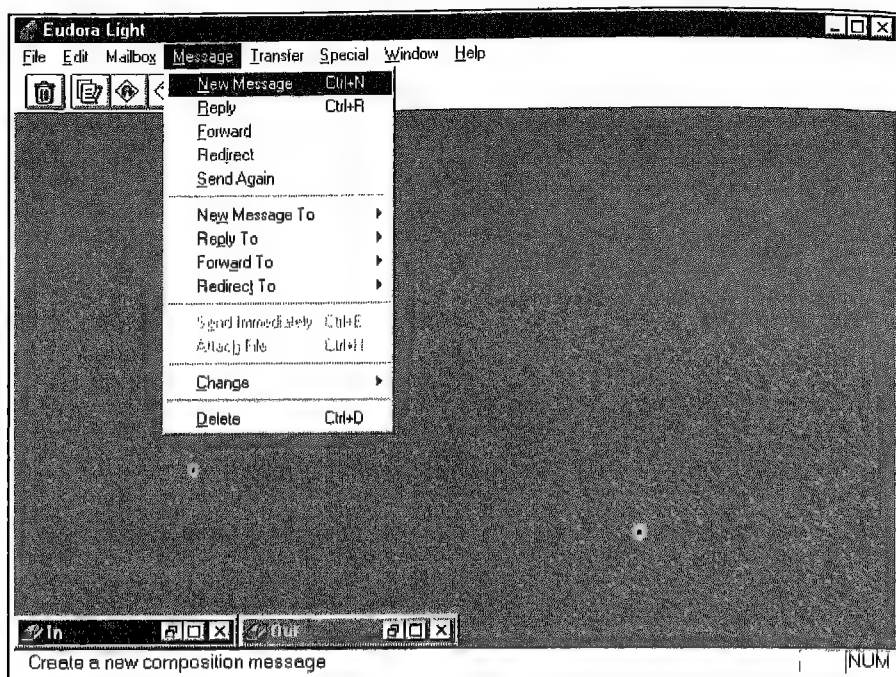 Eudora Light
File Edit Mailbox Message Transfer Special Window Help
New Message Ctrl+N
Reply Ctrl+R
Forward
Redirect
Send Again
New Message To
Reply To
Forward To
Redirect To
Send Immediately Ctrl+E
Attach File Ctrl+H
Change
Delete Ctrl+D
In Out
Create a new composition message NUM